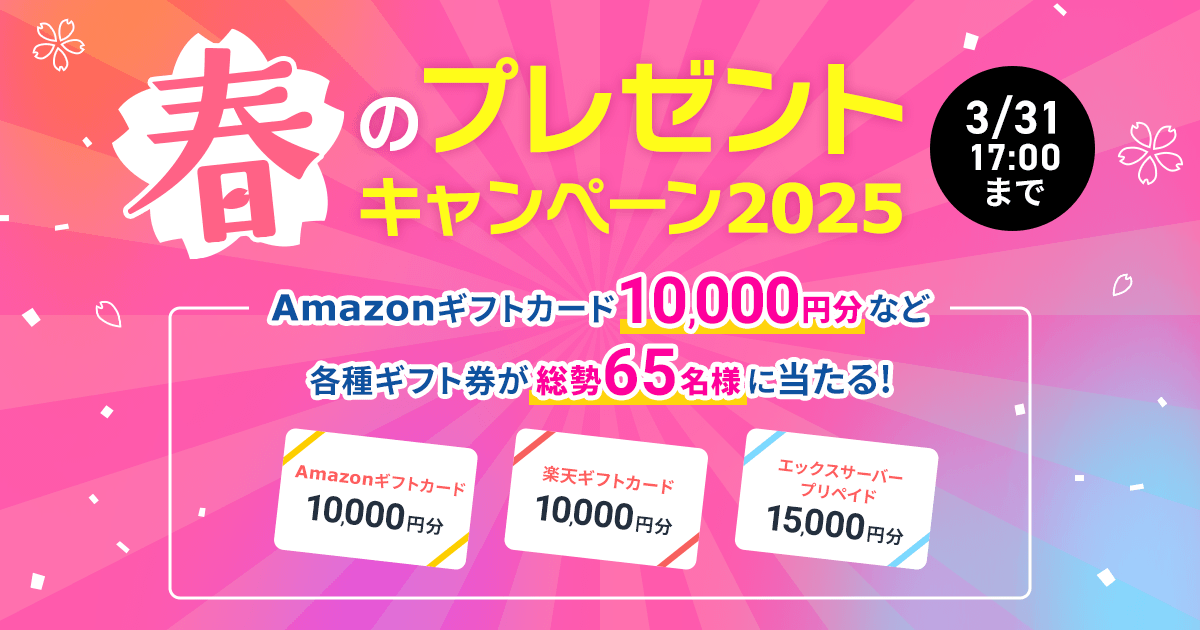 春のプレゼント
キャンペーン2025
3/31
17:00
まで
Amazonギフトカード10,000円分など
各種ギフト券が総勢65名様に当たる!
Amazonギフトカード
10,000円分
楽天ギフトカード
10,000円分
エックスサーバー
プリペイド
15,000円分